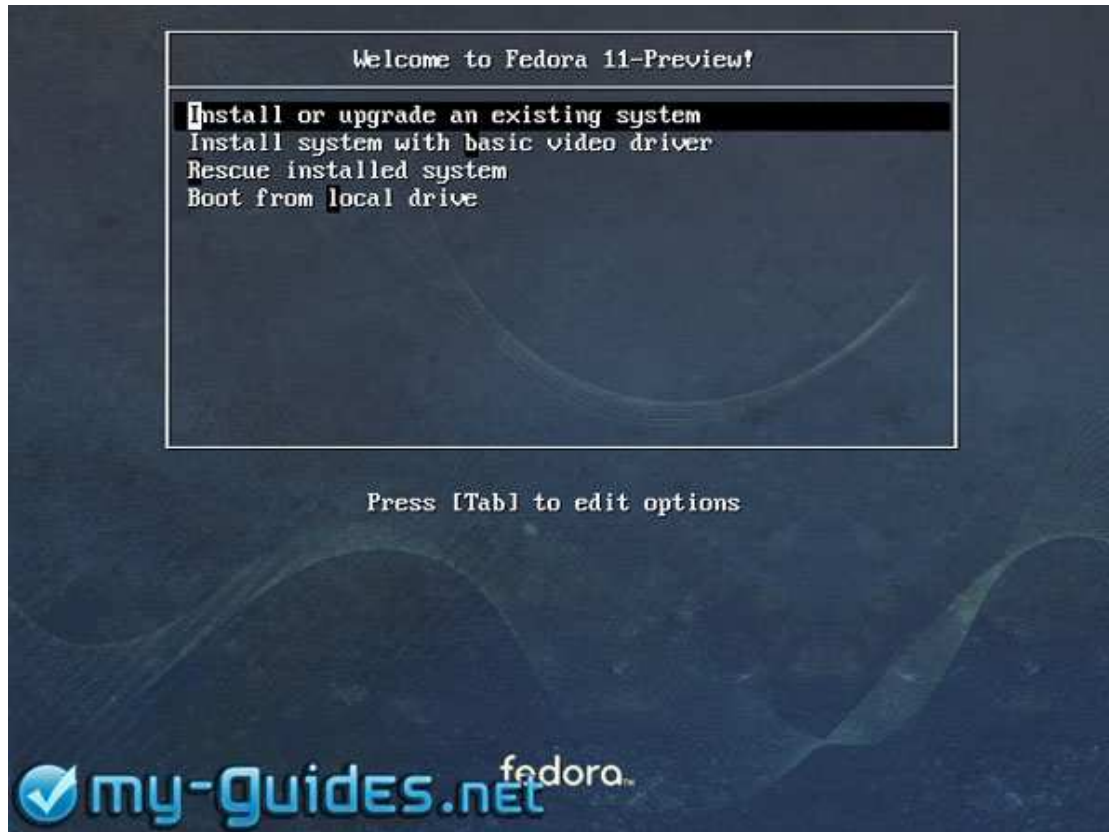 Welcome to Fedora 11-Preview!
Install or upgrade an existing system
Install system with basic video driver
Rescue installed system
Boot from local drive
Press [Tab] to edit options
fedora™
my-guides.net